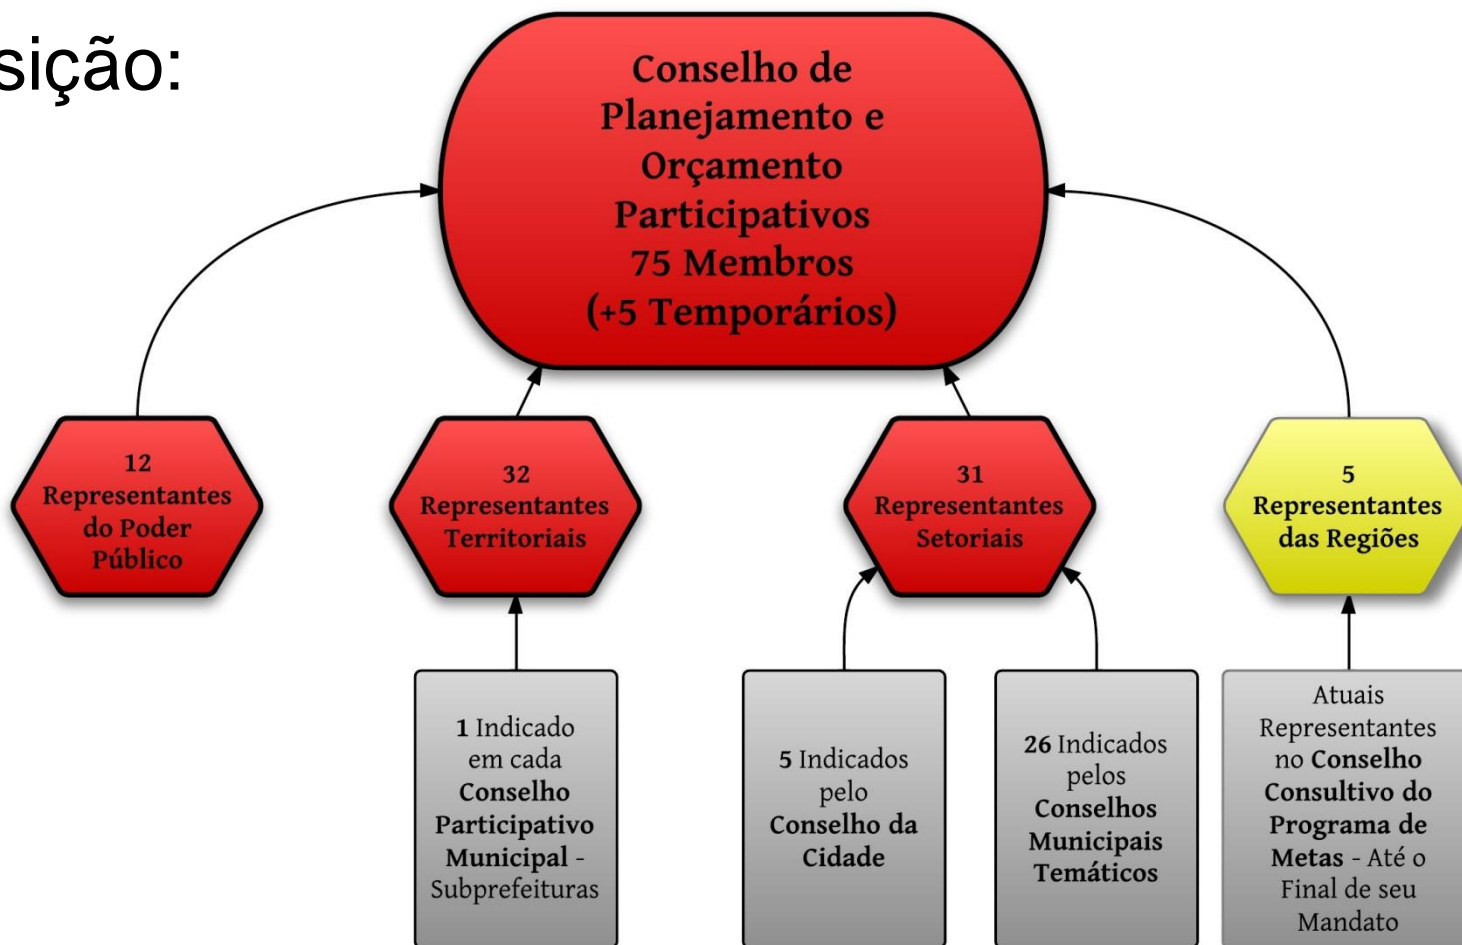 sição:
Conselho de
Planejamento e
Orçamento
Participativos
75 Membros
(+5 Temporários)
12
Representantes
do Poder
Público
32
Representantes
Territoriais
31
Representantes
Setoriais
5
Representantes
das Regiões
1 Indicado
em cada
Conselho
Participativo
Municipal -
Subprefeituras
5 Indicados
pelo
Conselho da
Cidade
26 Indicados
pelos
Conselhos
Municipais
Temáticos
Atuais
Representantes
no Conselho
Consultivo do
Programa de
Metas - Até o
Final de seu
Mandato